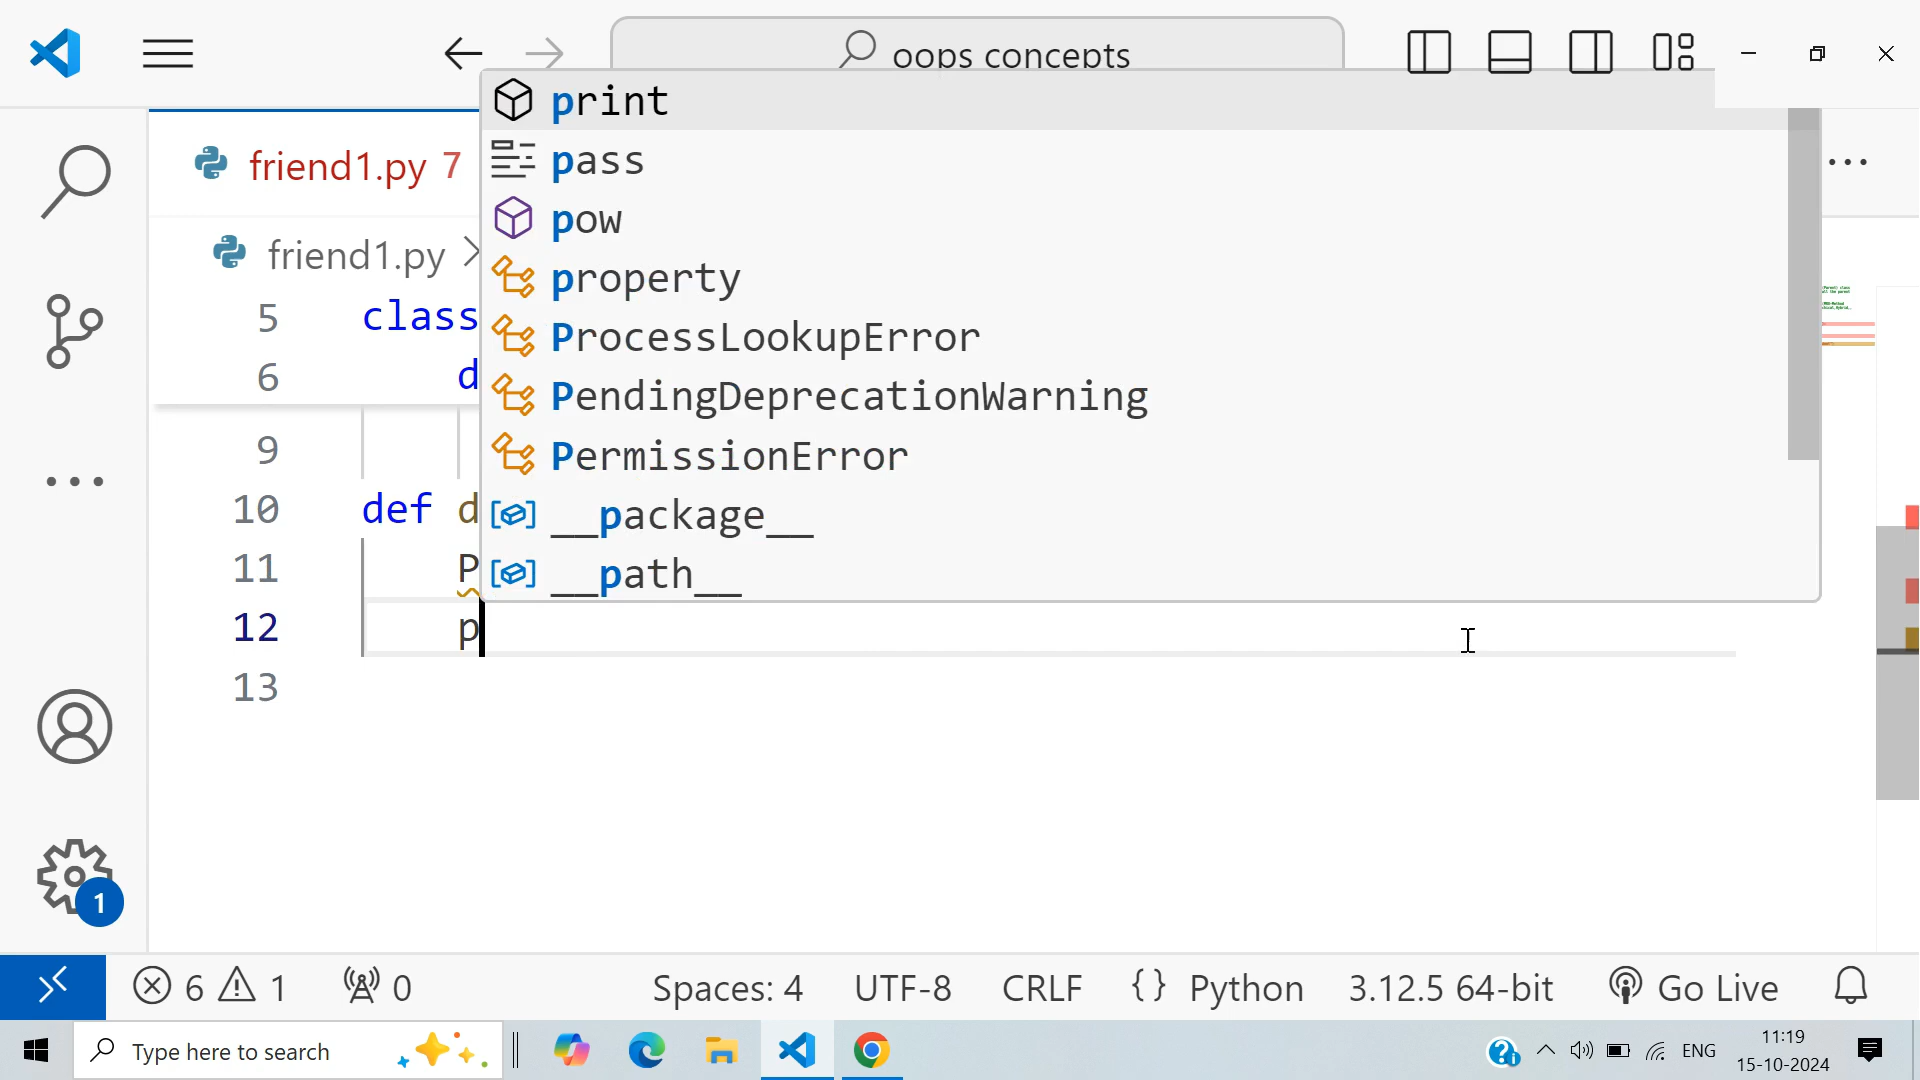 oops concepts
friend1.py 7
friend1.py
5 class
6 d
9
10 def d
11 P
12 p
13
print
pass
pow
property
ProcessLookupError
PendingDeprecationWarning
PermissionError
__package__
__path__
1
6 1 0 Spaces: 4 UTF-8 CRLF {} Python 3.12.5 64-bit Go Live
Type here to search
ENG
11:19
15-10-2024